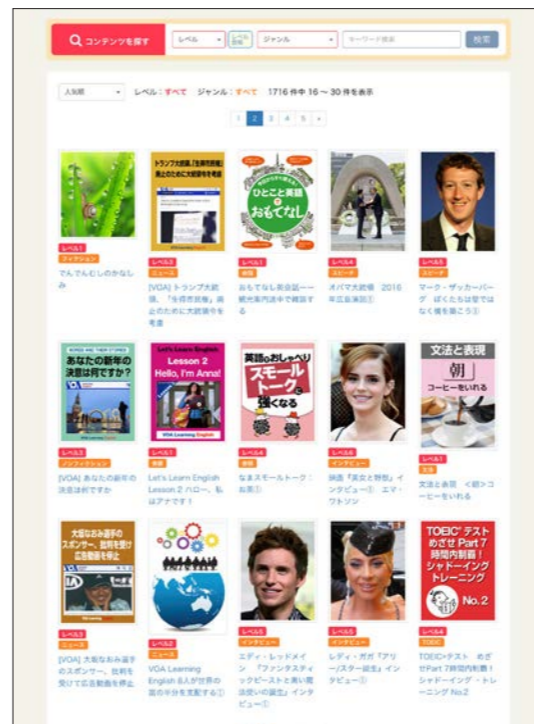 コンテンツを探す
レベル
ジャンル
キーワード検索
検索
人気順
レベル：すべて ジャンル：すべて 1716 件中 16 ～ 30 件を表示
1 2 3 4 5 »
トランプ大統領、「生得市民権」
廃止のために大統領令を考慮
ひとこと英語
で
おもてなし
レベル1
フィクション
でんでんむしのかなし
み
レベル3
ニュース
[VOA] トランプ大統
領、「生得市民権」廃
止のために大統領令を
考慮
レベル1
おもてなし英会話ーー
観光案内途中で雑談す
る
レベル4
スピーチ
オバマ大統領 2016
年広島演説②
レベル5
スピーチ
マーク・ザッカーバー
グ ぼくたちは壁では
なく橋を築こう③
WORDS AND THEIR STORIES
あなたの新年の
決意は何ですか？
VOA Learning English
Let's Learn English
Lesson 2
Hello, I'm Anna!
VOA Learning English
英語のおしゃべり
スモール
トークに
強くなる
文法と表現
朝
コーヒーをいれる
レベル3
ノンフィクション
[VOA] あなたの新年の
決意は何ですか
レベル1
Let's Learn English
Lesson 2 ハロー、私
はアナです！
レベル4
なまスモールトーク：
お茶①
レベル6
インタビュー
映画『美女と野獣』イ
ンタビュー① エマ・
ワトソン
レベル1
文法
文法と表現 <朝>コ
ーヒーをいれる
大坂なおみ選手の
スポンサー、批判を受け
広告動画を停止
TOEIC®テスト
めざせ Part 7
時間内制覇！
シャドーイング
トレーニング
No.2
レベル3
ニュース
[VOA] 大坂なおみ選手
のスポンサー、批判を
受けて広告動画を停止
レベル2
ニュース
VOA Learning
English 8人が世界の
富の半分を支配する①
レベル5
インタビュー
エディ・レッドメイ
ン 『ファンタスティ
ックビーストと黒い魔
法使いの誕生』インタ
ビュー①
レベル5
インタビュー
レディ・ガガ『アリ
ー/スター誕生』イン
タビュー①
レベル4
TOEIC
TOEIC®テスト めざ
せPart 7時間内制覇！
シャドーイング・トレ
ーニング No.2